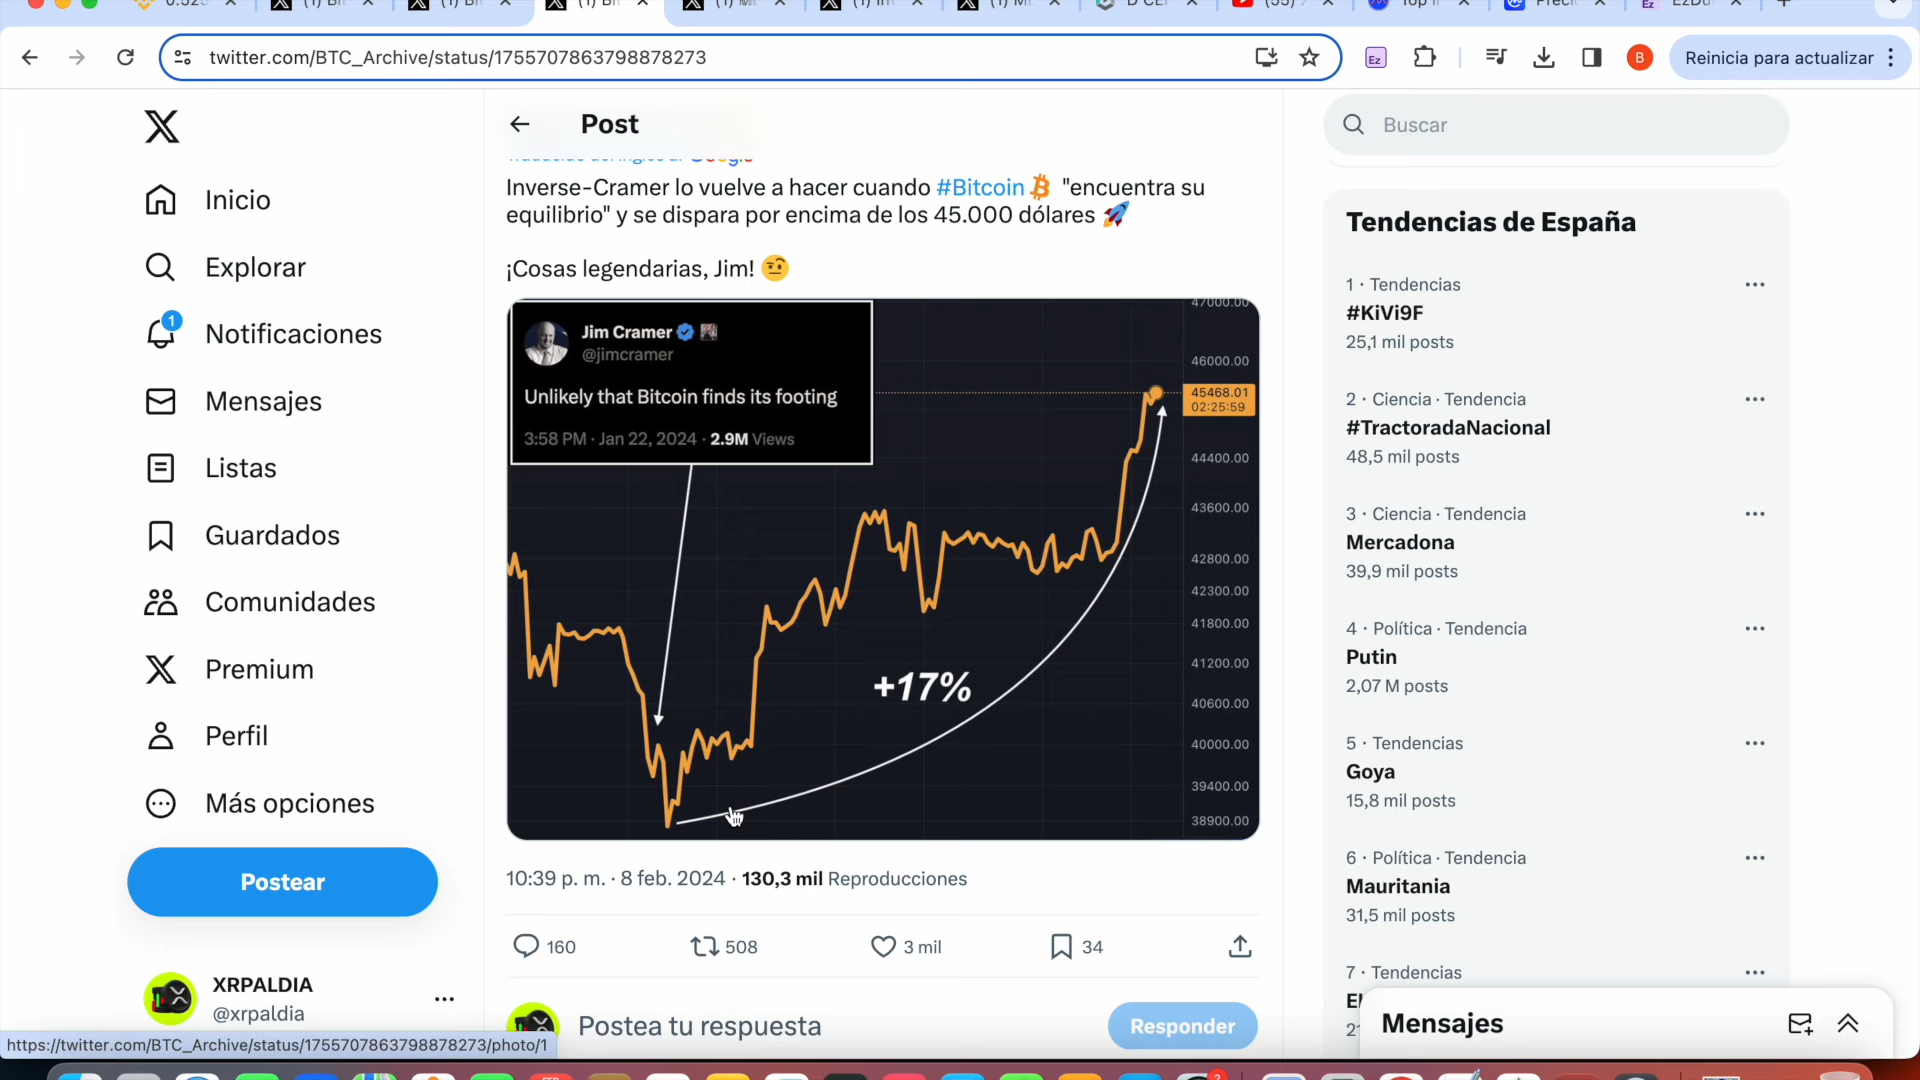 twitter.com/BTC_Archive/status/1755707863798878273
Ez
B
Reinicia para actualizar
Inicio
Explorar
1
Notificaciones
Mensajes
Listas
Guardados
Comunidades
Premium
Perfil
Más opciones
Postear
XRPALDIA
@xrpaldia
https://twitter.com/BTC_Archive/status/1755707863798878273/photo/1
Post
Inverse-Cramer lo vuelve a hacer cuando #Bitcoin "encuentra su
equilibrio" y se dispara por encima de los 45.000 dólares 🚀
¡Cosas legendarias, Jim! 🤨
Jim Cramer
@jimcramer
Unlikely that Bitcoin finds its footing
3:58 PM · Jan 22, 2024 · 2.9M Views
+17%
47000.00
46000.00
45468.01
02:25:59
44400.00
43600.00
42800.00
42300.00
41800.00
41200.00
40600.00
40000.00
39400.00
38900.00
10:39 p. m. · 8 feb. 2024 · 130,3 mil Reproducciones
160
508
3 mil
34
Postea tu respuesta
Responder
Buscar
Tendencias de España
1 · Tendencias
#KiVi9F
25,1 mil posts
2 · Ciencia · Tendencia
#TractoradaNacional
48,5 mil posts
3 · Ciencia · Tendencia
Mercadona
39,9 mil posts
4 · Política · Tendencia
Putin
2,07 M posts
5 · Tendencias
Goya
15,8 mil posts
6 · Política · Tendencia
Mauritania
31,5 mil posts
7 · Tendencias
Mensajes